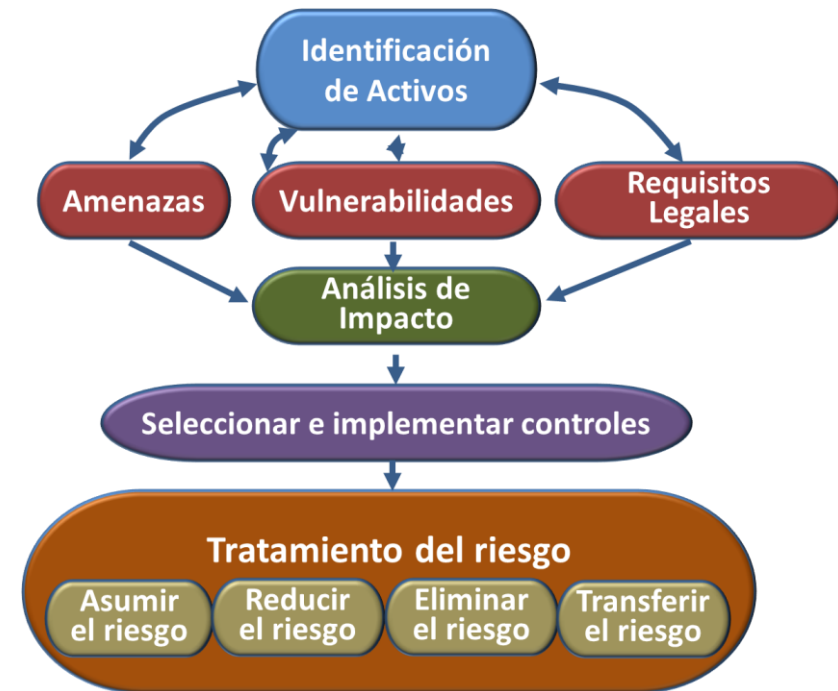 Identificación
de Activos
Amenazas
Vulnerabilidades
Requisitos
Legales
Análisis de
Impacto
Seleccionar e implementar controles
Tratamiento del riesgo
Asumir
el riesgo
Reducir
el riesgo
Eliminar
el riesgo
Transferir
el riesgo